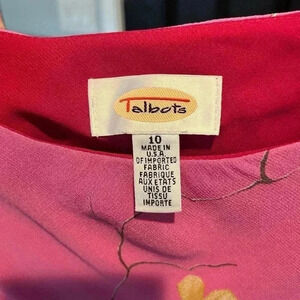 Talbots
10
MADE IN
U.S.A.
OF IMPORTED
FABRIC
FABRIQUE
AUX ETATS
UNIS DE
TISSU
IMPORTE